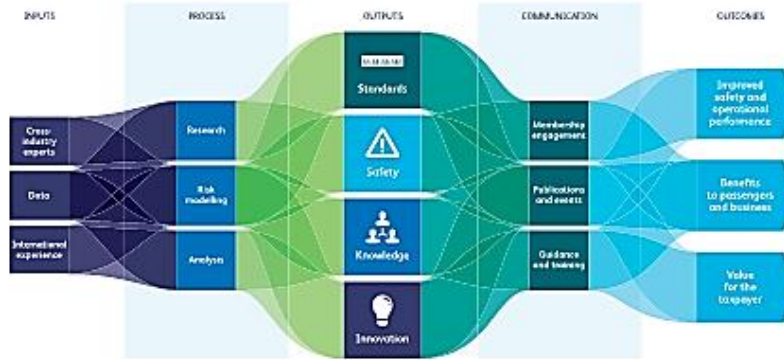 INPUTS
PROCESS
OUTPUTS
COMMUNICATION
OUTCOMES
Cross-
industry
experts
Data
International
experience
Research
Risk
modelling
Analysis
Standards
Safety
Knowledge
Innovation
Membership
engagement
Publications
and events
Guidance
and training
Improved
safety and
operational
performance
Benefits
to passengers
and business
Value
for the
taxpayer